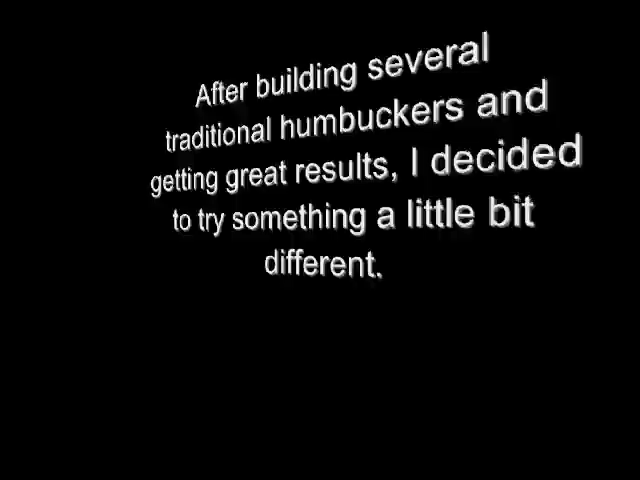 After building several
traditional humbuckers and
getting great results, I decided
to try something a little bit
different.